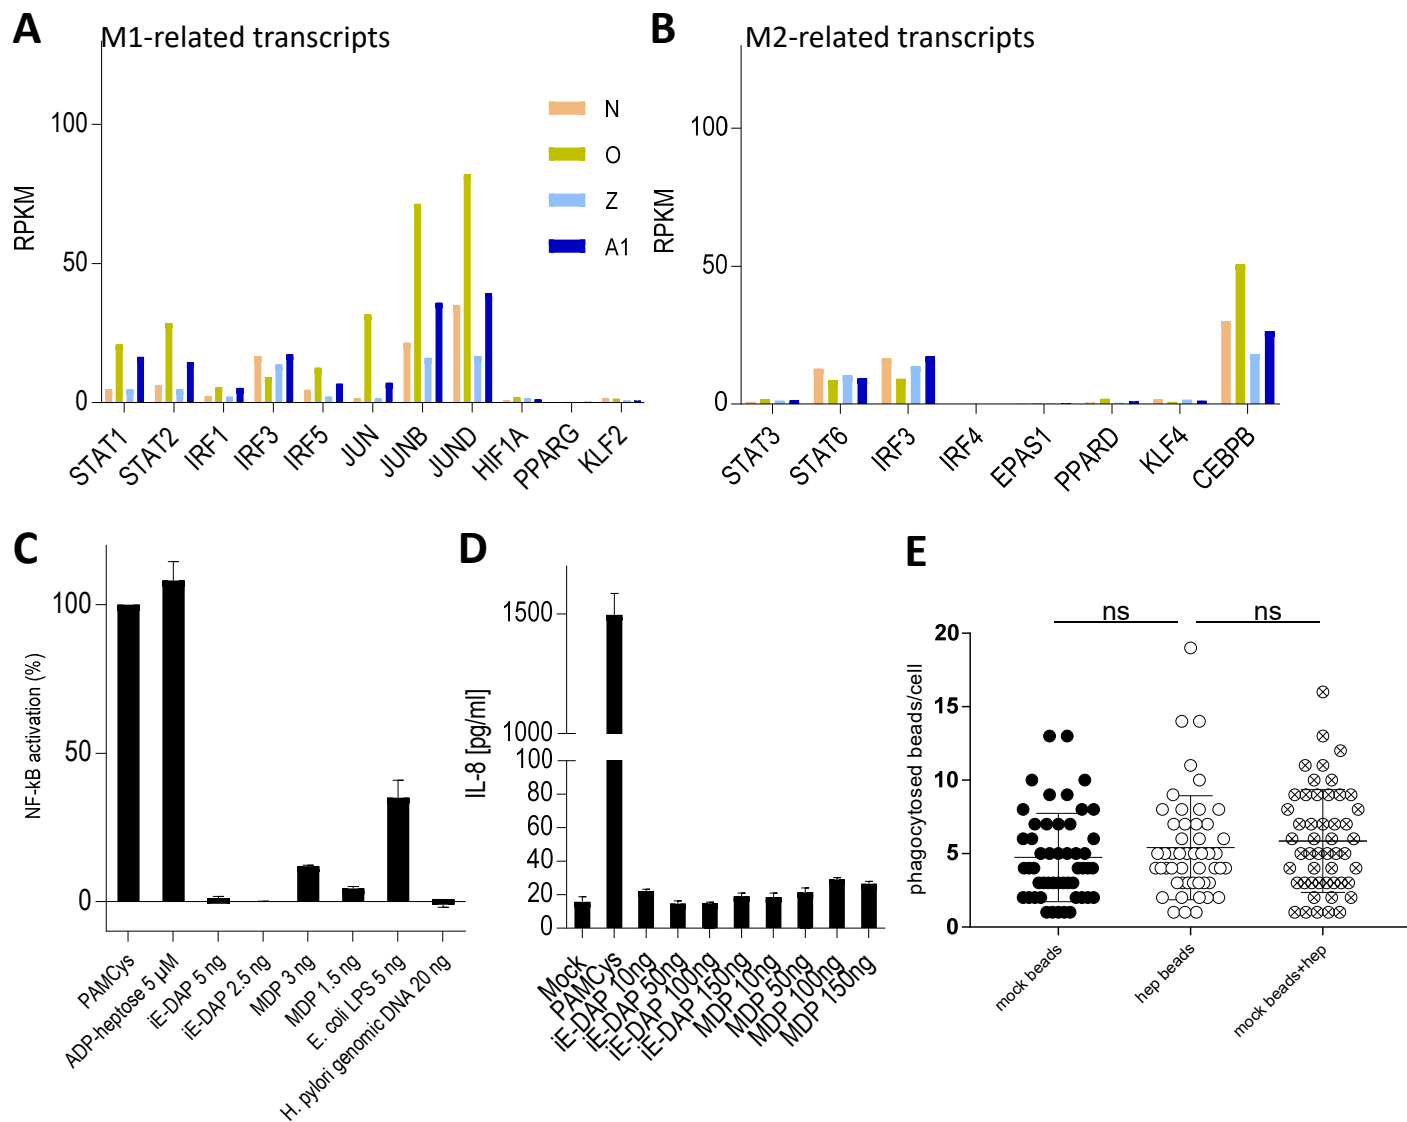 A
M1-related transcripts
RPKM
100
50
0
N
O
Z
A1
STAT1
STAT2
IRF1
IRF3
IRF5
JUN
JUNB
JUND
HIF1A
PPARG
KLF2
B
M2-related transcripts
RPKM
100
50
0
STAT3
STAT6
IRF3
IRF4
EPAS1
PPARD
KLF4
CEBPB
C
NF-kB activation (%)
100
50
0
PAMCys
ADP-heptose 5 µM
iE-DAP 5 ng
iE-DAP 2.5 ng
MDP 3 ng
MDP 1.5 ng
E. coli LPS 5 ng
H. pylori genomic DNA 20 ng
D
IL-8 [pg/ml]
1500
1000
100
80
60
40
20
0
Mock
PAMCys
iE-DAP 10ng
iE-DAP 50ng
iE-DAP 100ng
iE-DAP 150ng
MDP 10ng
MDP 50ng
MDP 100ng
MDP 150ng
E
phagocytosed beads/cell
20
15
10
5
0
ns
ns
mock beads
hep beads
mock beads+hep